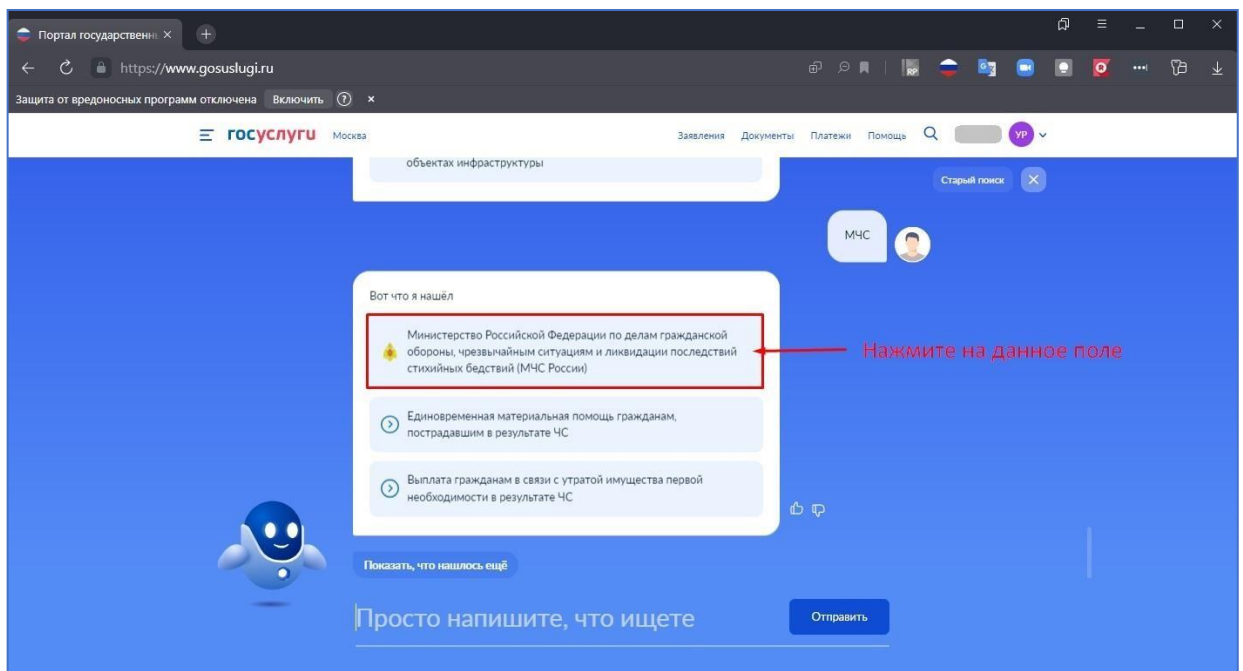 Портал государственн
https://www.gosuslugi.ru
RP
Защита от вредоносных программ отключена Включить ?
госуслуги Москва Заявления Документы Платежи Помощь УР
объектах инфраструктуры
Старый поиск
МЧС
Вот что я нашёл
Министерство Российской Федерации по делам гражданской
обороны, чрезвычайным ситуациям и ликвидации последствий
стихийных бедствий (МЧС России)
Нажмите на данное поле
Единовременная материальная помощь гражданам,
пострадавшим в результате ЧС
Выплата гражданам в связи с утратой имущества первой
необходимости в результате ЧС
Показать, что нашлось ещё
Просто напишите, что ищете
Отправить